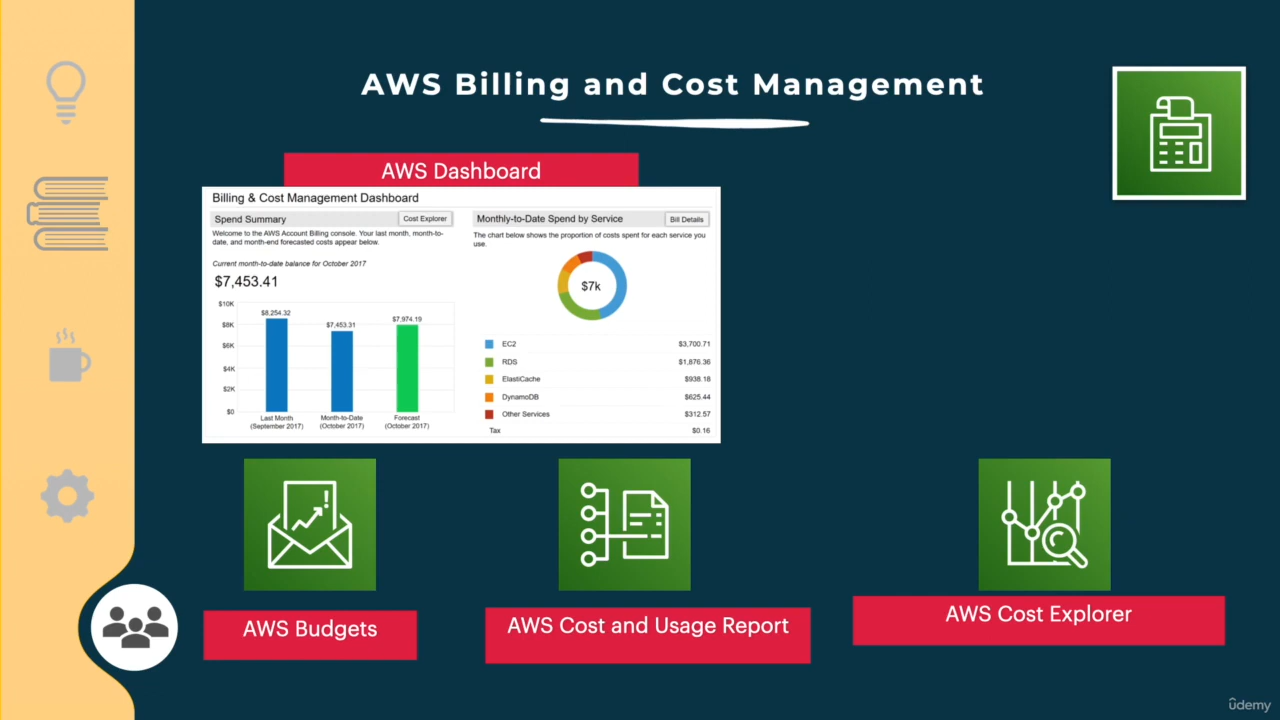 AWS Billing and Cost Management
AWS Dashboard
Billing & Cost Management Dashboard
Spend Summary
Cost Explorer
Welcome to the AWS Account Billing console. Your last month, month-to-
date, and month-end forecasted costs appear below.
Current month-to-date balance for October 2017
$7,453.41
$10K
$8K
$6K
$4K
$2K
$0
$8,254.32
$7,453.31
$7,974.19
Last Month
(September 2017)
Month-to-Date
(October 2017)
Forecast
(October 2017)
Monthly-to-Date Spend by Service
Bill Details
The chart below shows the proportion of costs spent for each service you
use.
$7k
EC2 $3,700.71
RDS $1,876.36
ElastiCache $938.18
DynamoDB $625.44
Other Services $312.57
Tax $0.16
AWS Budgets
AWS Cost and Usage Report
AWS Cost Explorer
udemy